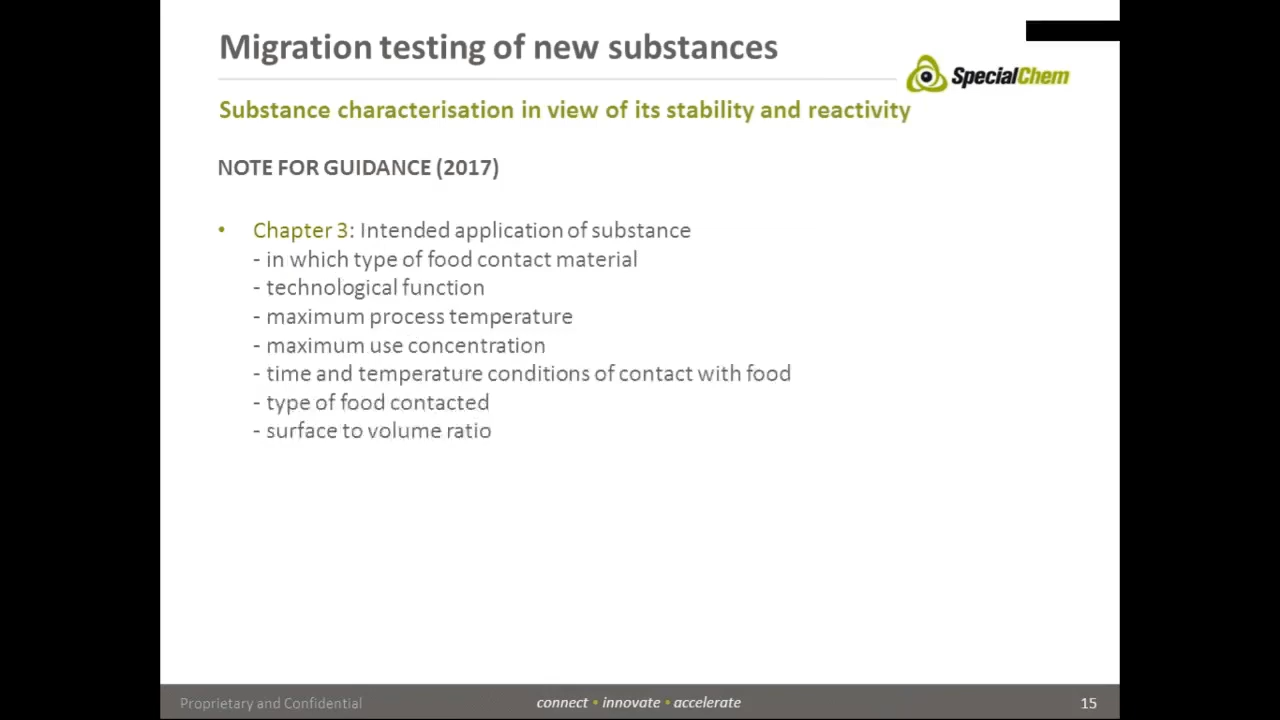 Migration testing of new substances
SpecialChem
Substance characterisation in view of its stability and reactivity
NOTE FOR GUIDANCE (2017)
• Chapter 3: Intended application of substance
- in which type of food contact material
- technological function
- maximum process temperature
- maximum use concentration
- time and temperature conditions of contact with food
- type of food contacted
- surface to volume ratio
Proprietary and Confidential
connect • innovate • accelerate
15